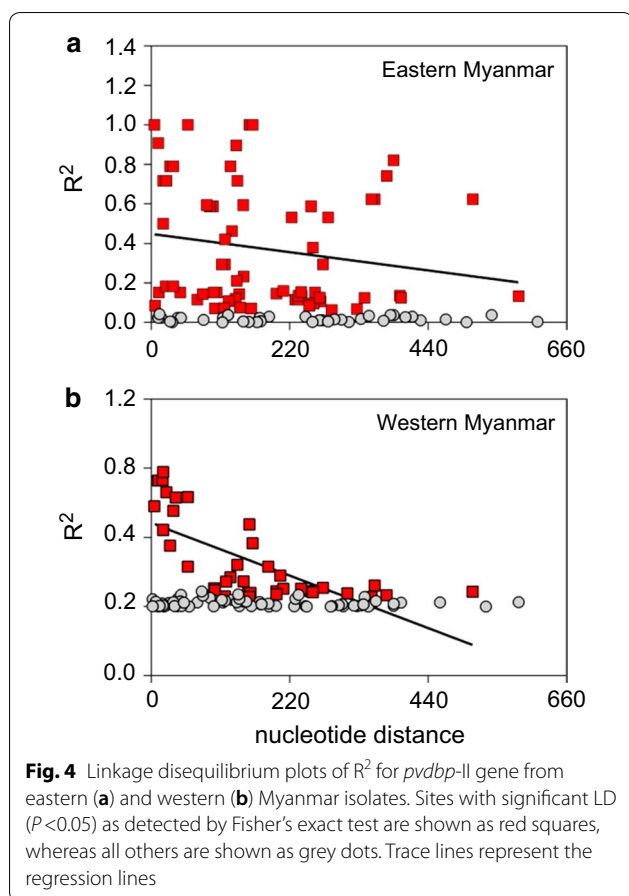 a
1.4
1.2
1.0
0.8
0.6
0.4
0.2
0.0
R²
Eastern Myanmar
0 220 440 660
b
1.2
0.8
0.4
0.2
0.0
R²
Western Myanmar
0 220 440 660
nucleotide distance
Fig. 4 Linkage disequilibrium plots of R² for pvdbp-II gene from
eastern (a) and western (b) Myanmar isolates. Sites with significant LD
(P <0.05) as detected by Fisher's exact test are shown as red squares,
whereas all others are shown as grey dots. Trace lines represent the
regression lines